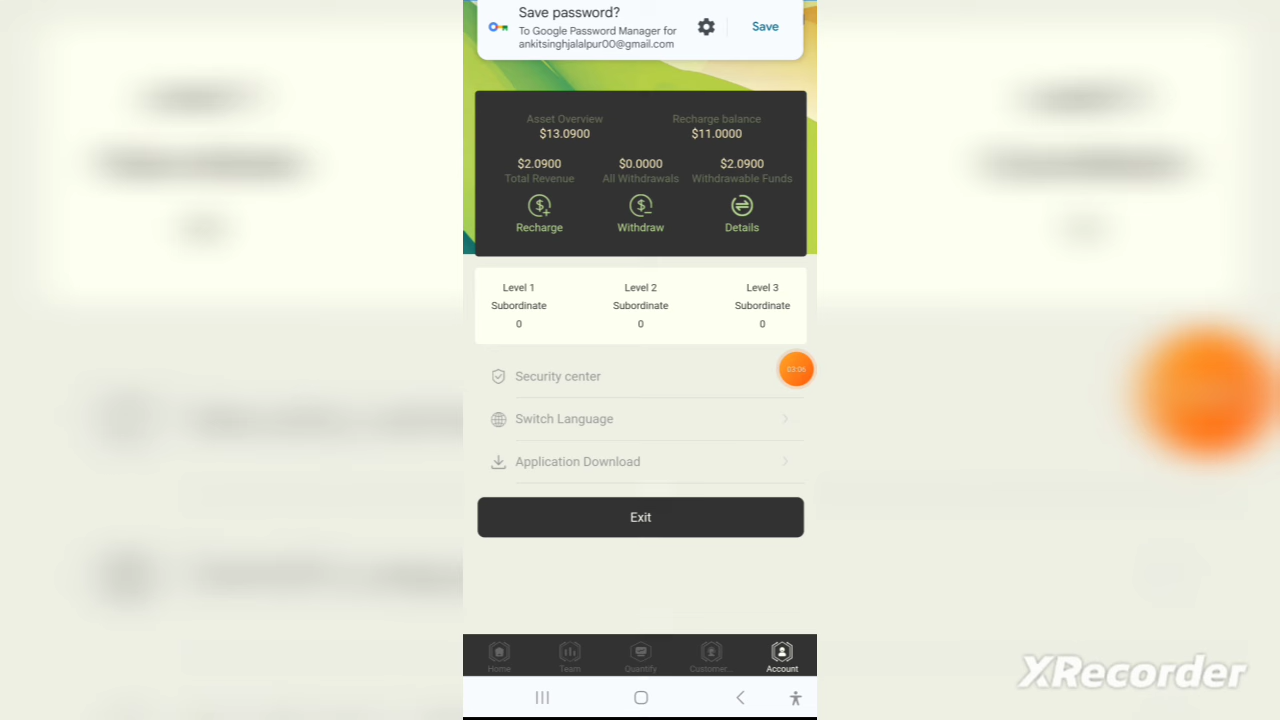 Save password?
To Google Password Manager for
ankitsinghjalalpur00@gmail.com
Save
Asset Overview
$13.0900
Recharge balance
$11.0000
$2.0900
Total Revenue
$0.0000
All Withdrawals
$2.0900
Withdrawable Funds
Recharge
Withdraw
Details
Level 1
Subordinate
0
Level 2
Subordinate
0
Level 3
Subordinate
0
Security center
03:06
Switch Language
Application Download
Exit
Home
Team
Quantify
Customer...
Account
XRecorder